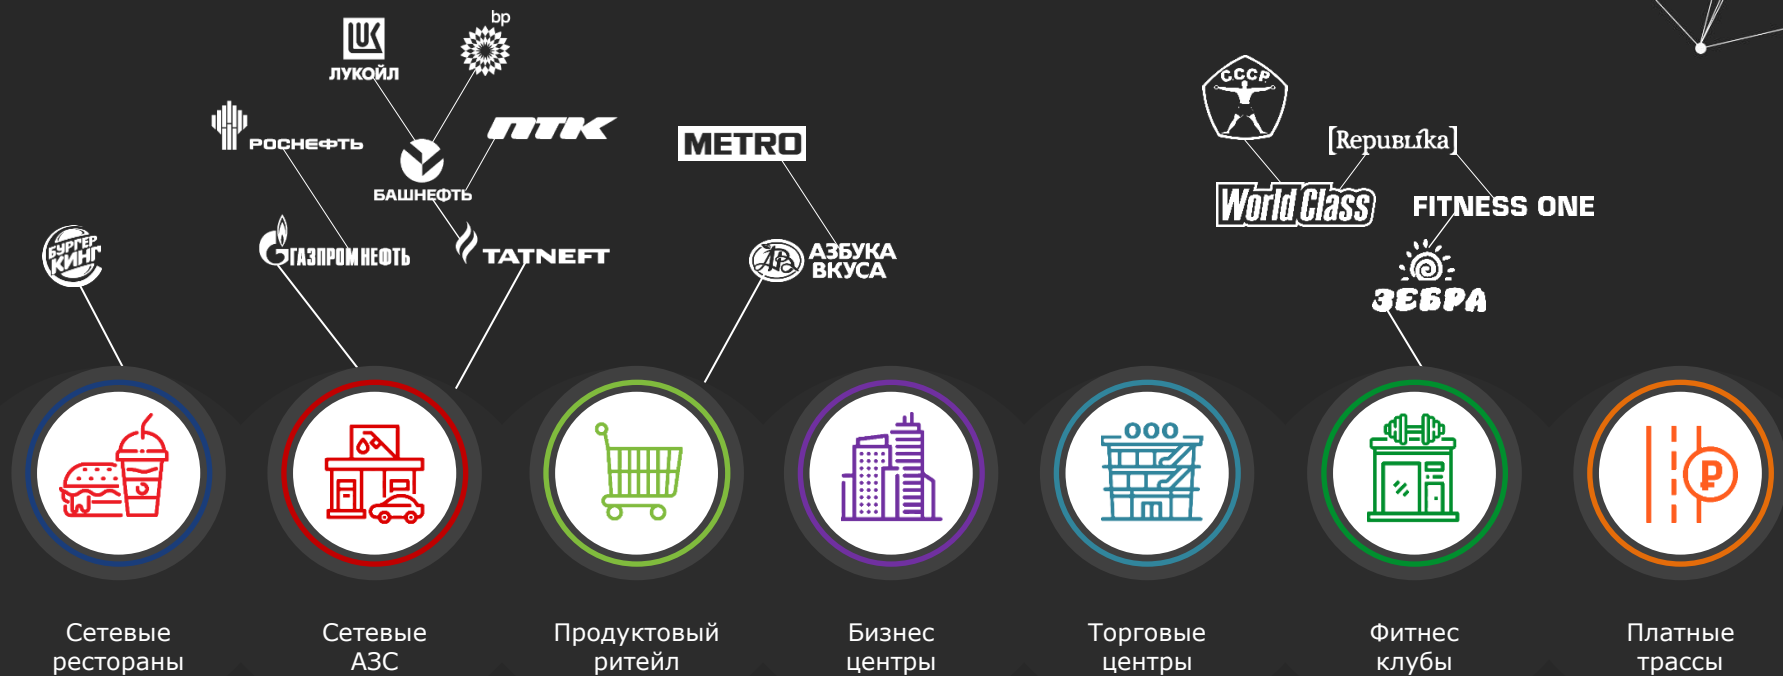 bp
LUK
ЛУКОЙЛ
РОСНЕФТЬ
ПТК
БАШНЕФТЬ
METRO
С.С.С.Р.
[Republika]
World Class
FITNESS ONE
БУРГЕР
КИНГ
ГАЗПРОМНЕФТЬ
TATNEFT
АЗБУКА
ВКУСА
ЗЕБРА
Сетевые
рестораны
Сетевые
АЗС
Продуктовый
ритейл
Бизнес
центры
Торговые
центры
Фитнес
клубы
Платные
трассы